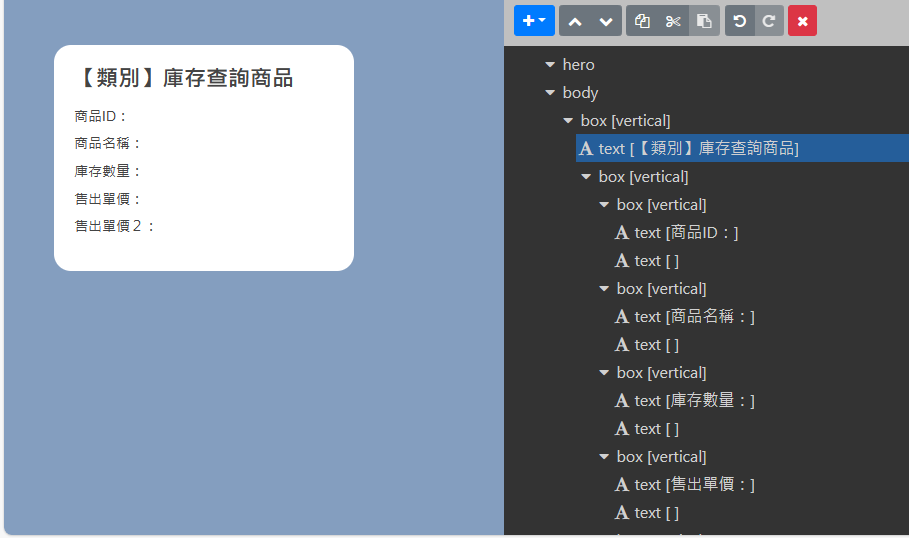 【類別】庫存查詢商品
商品ID：
商品名稱：
庫存數量：
售出單價：
售出單價２：
hero
body
box [vertical]
text [【類別】庫存查詢商品]
box [vertical]
box [vertical]
text [商品ID：]
text [ ]
box [vertical]
text [商品名稱：]
text [ ]
box [vertical]
text [庫存數量：]
text [ ]
box [vertical]
text [售出單價：]
text [ ]